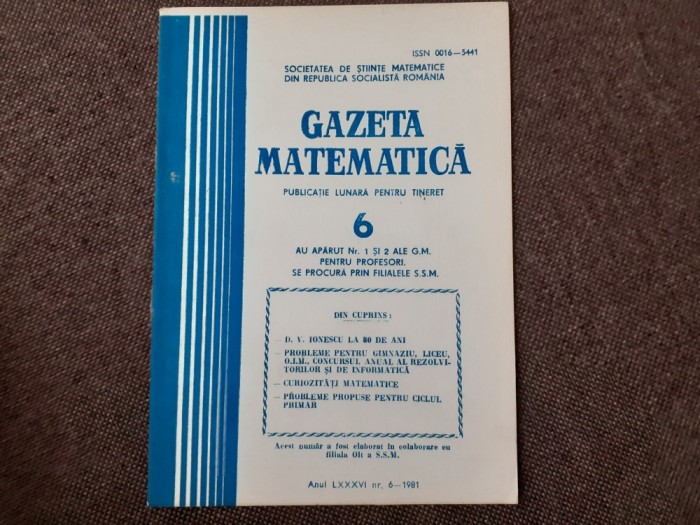 ISSN 0016—5441
SOCIETATEA DE ȘTIINȚE MATEMATICE
DIN REPUBLICA SOCIALISTĂ ROMÂNIA
GAZETA
MATEMATICĂ
PUBLICAȚIE LUNARĂ PENTRU TINERET
6
AU APĂRUT Nr. 1 ȘI 2 ALE G.M.
PENTRU PROFESORI.
SE PROCURĂ PRIN FILIALELE S.S.M.
DIN CUPRINS:
— D. V. IONESCU LA 80 DE ANI
— PROBLEME PENTRU GIMNAZIU, LICEU,
O.I.M., CONCURSUL ANUAL AL REZOLVI-
TORILOR ȘI DE INFORMATICĂ
— CURIOZITĂȚI MATEMATICE
— PROBLEME PROPUSE PENTRU CICLUL
PRIMAR
Acest număr a fost elaborat în colaborare cu
filiala Olt a S.S.M.
Anul LXXXVI nr. 6—1981